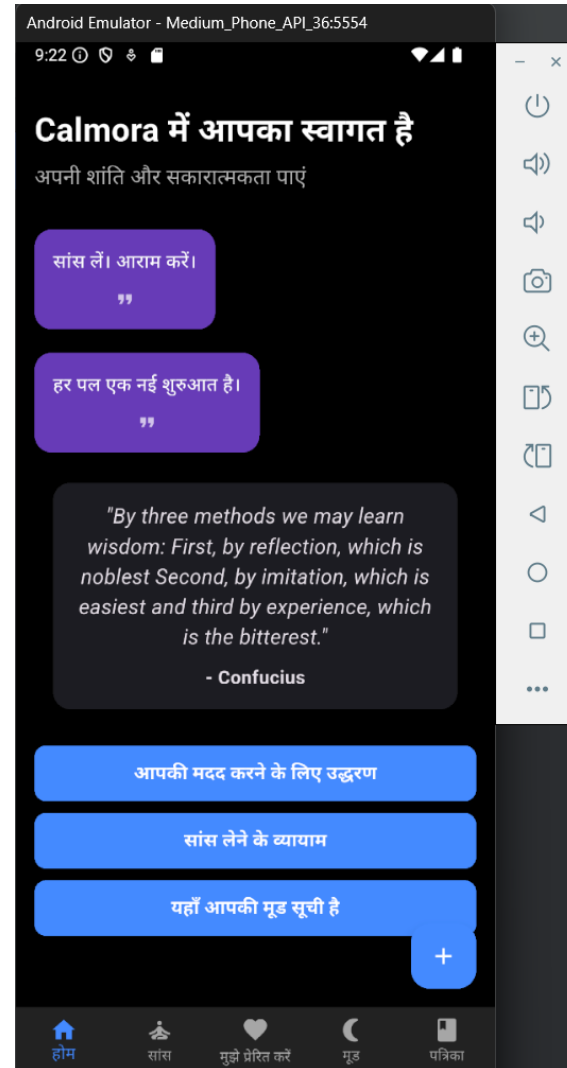 Android Emulator - Medium_Phone_API_36:5554
9:22
Calmora में आपका स्वागत है
अपनी शांति और सकारात्मकता पाएं
सांस लें। आराम करें।
हर पल एक नई शुरुआत है।
"By three methods we may learn
wisdom: First, by reflection, which is
noblest Second, by imitation, which is
easiest and third by experience, which
is the bitterest."
- Confucius
आपकी मदद करने के लिए उद्धरण
सांस लेने के व्यायाम
यहाँ आपकी मूड सूची है
होम
सांस
मुझे प्रेरित करें
मूड
पत्रिका